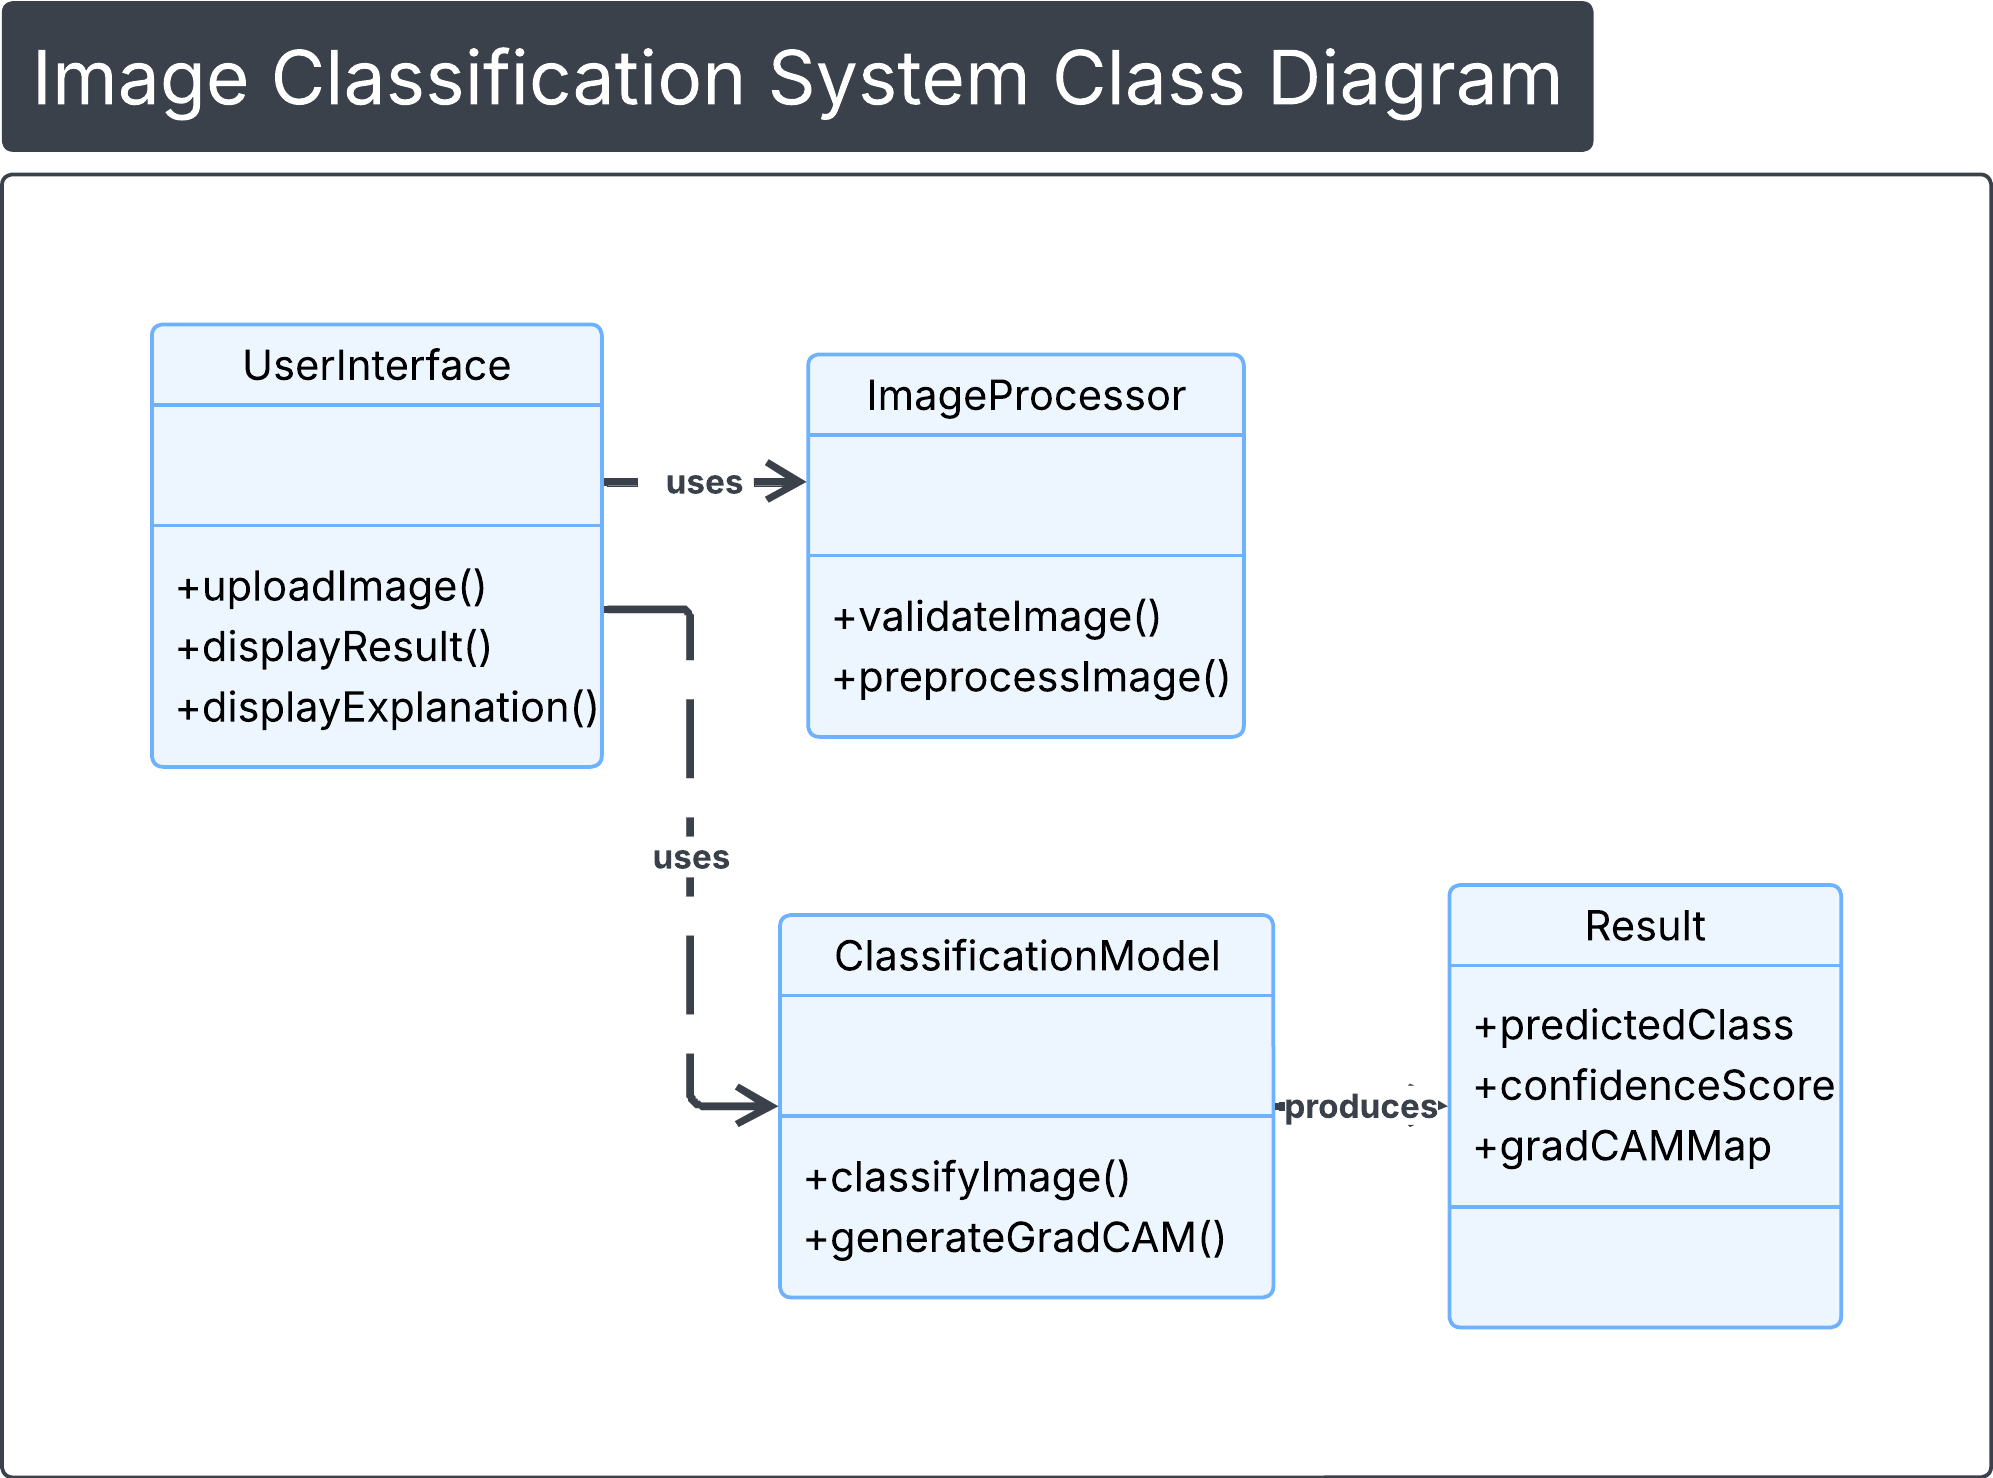 Image Classification System Class Diagram
UserInterface
+uploadImage()
+displayResult()
+displayExplanation()
uses
ImageProcessor
+validateImage()
+preprocessImage()
uses
ClassificationModel
+classifyImage()
+generateGradCAM()
produces
Result
+predictedClass
+confidenceScore
+gradCAMMap